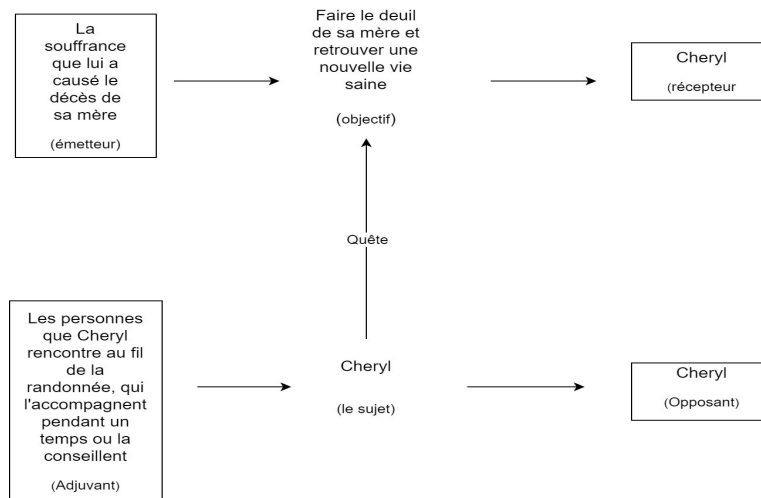 La
souffrance
que lui a
causé le
décès de
sa mère
(émetteur)
Faire le deuil
de sa mère et
retrouver une
nouvelle vie
saine
(objectif)
Cheryl
(récepteur
Quête
Les personnes
que Cheryl
rencontre au fil
de la
randonnée, qui
l'accompagnent
pendant un
temps ou la
conseillent
(Adjuvant)
Cheryl
(le sujet)
Cheryl
(Opposant)